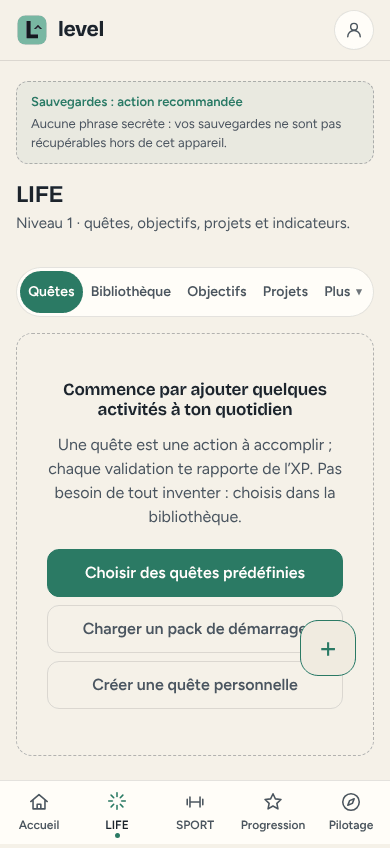 level
Sauvegardes : action recommandée
Aucune phrase secrète : vos sauvegardes ne sont pas
récupérables hors de cet appareil.
LIFE
Niveau 1 · quêtes, objectifs, projets et indicateurs.
Quêtes Bibliothèque Objectifs Projets Plus ▾
Commence par ajouter quelques
activités à ton quotidien
Une quête est une action à accomplir ;
chaque validation te rapporte de l’XP. Pas
besoin de tout inventer : choisis dans la
bibliothèque.
Choisir des quêtes prédéfinies
Charger un pack de démarrage
+
Créer une quête personnelle
Accueil LIFE SPORT Progression Pilotage